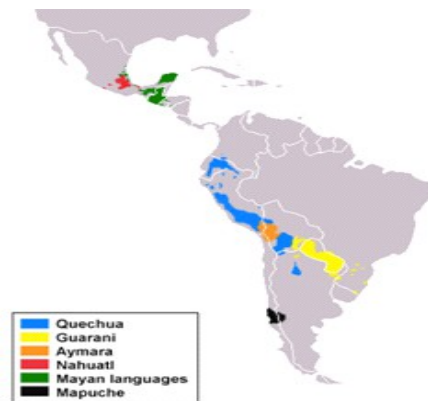 Quechua
Guarani
Aymara
Nahuatl
Mayan languages
Mapuche